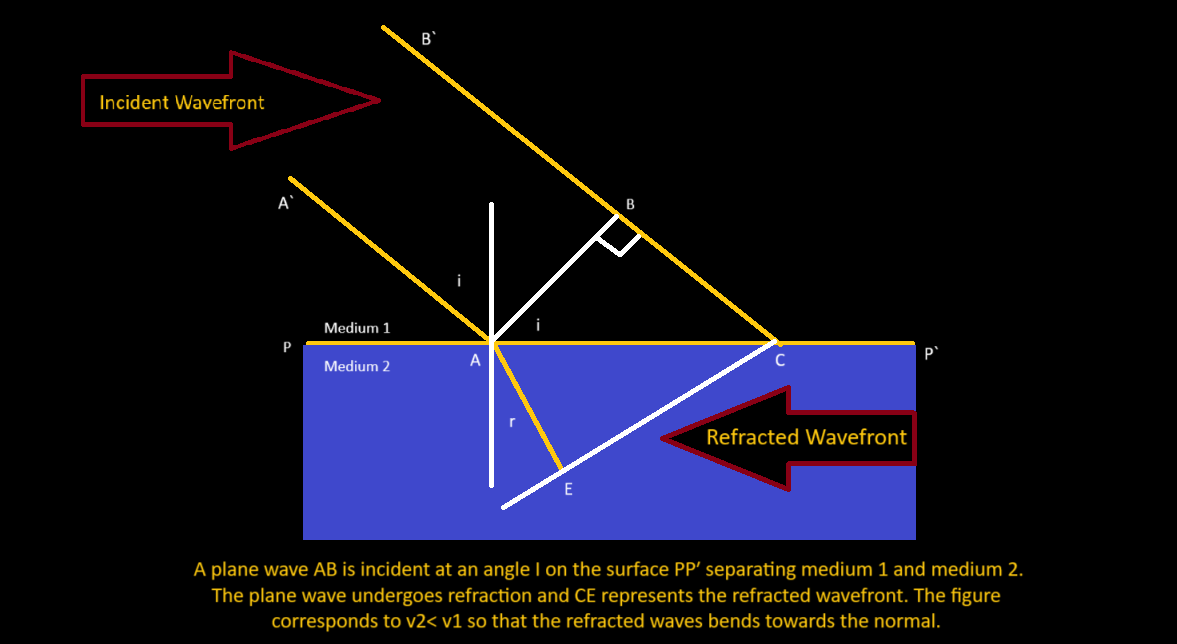 B`
Incident Wavefront
A`
B
i
i
Medium 1
P
A
C
P`
Medium 2
r
Refracted Wavefront
E
A plane wave AB is incident at an angle I on the surface PP’ separating medium 1 and medium 2.
The plane wave undergoes refraction and CE represents the refracted wavefront. The figure
corresponds to v2< v1 so that the refracted waves bends towards the normal.